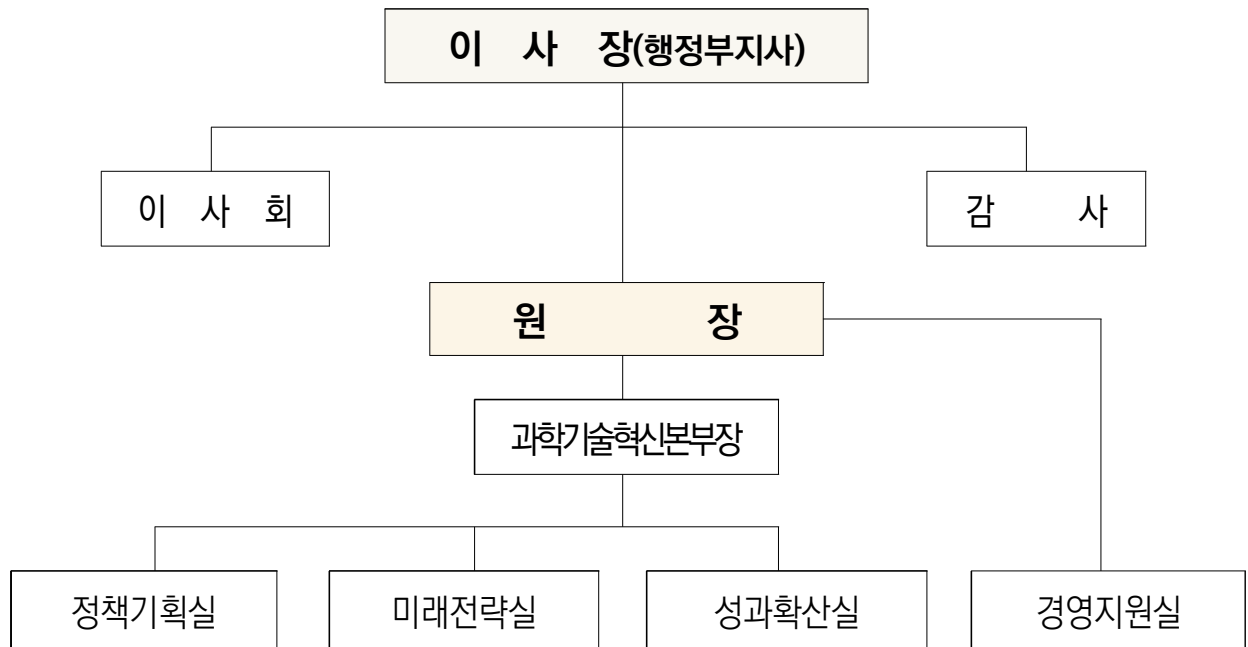 이 사 장(행정부지사)
이 사 회
감 사
원 장
과학기술혁신본부장
정책기획실
미래전략실
성과확산실
경영지원실